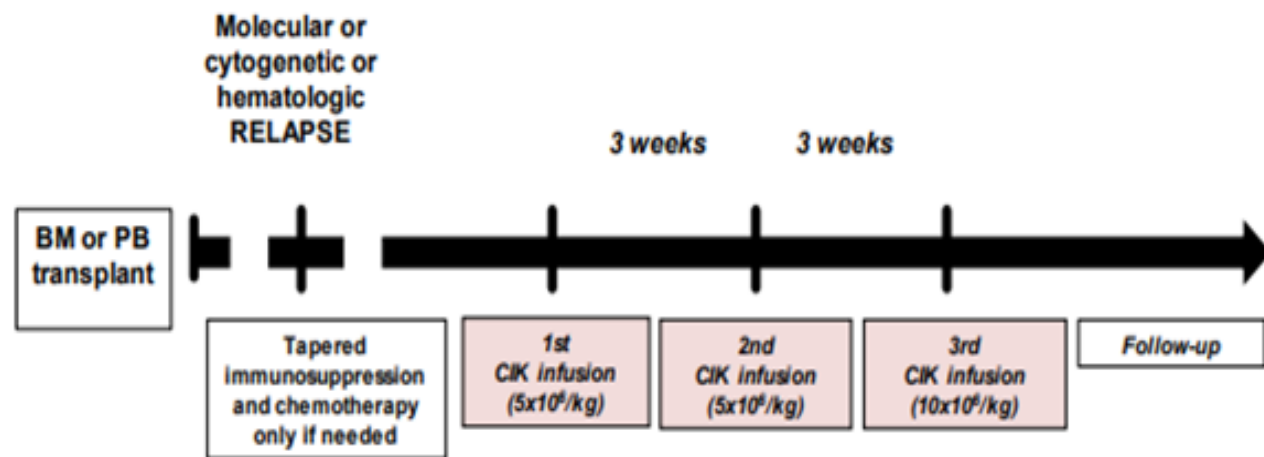 Molecular or
cytogenetic or
hematologic
RELAPSE
3 weeks
3 weeks
BM or PB
transplant
Tapered
immunosuppression
and chemotherapy
only if needed
1st
CIK infusion
(5x10⁶/kg)
2nd
CIK infusion
(5x10⁶/kg)
3rd
CIK infusion
(10x10⁶/kg)
Follow-up